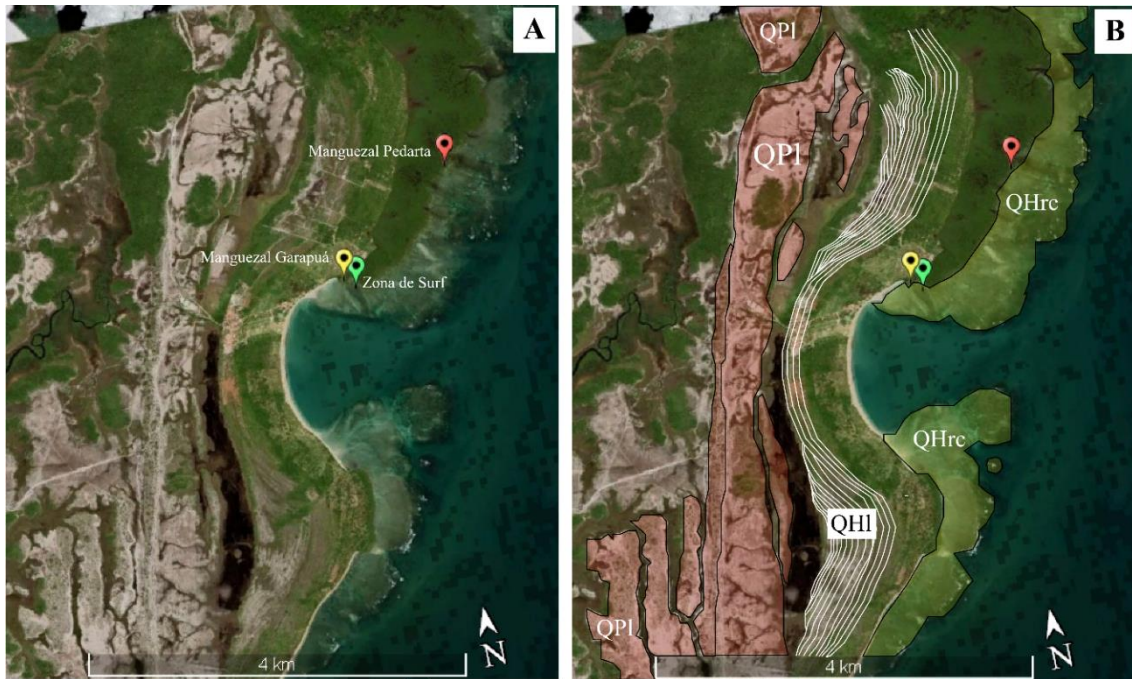 A
Manguezal Pedarta
Manguezal Garapuá
Zona de Surf
4 km
N
B
QPl
QPl
QHrc
QHrc
QHl
QPl
4 km
N